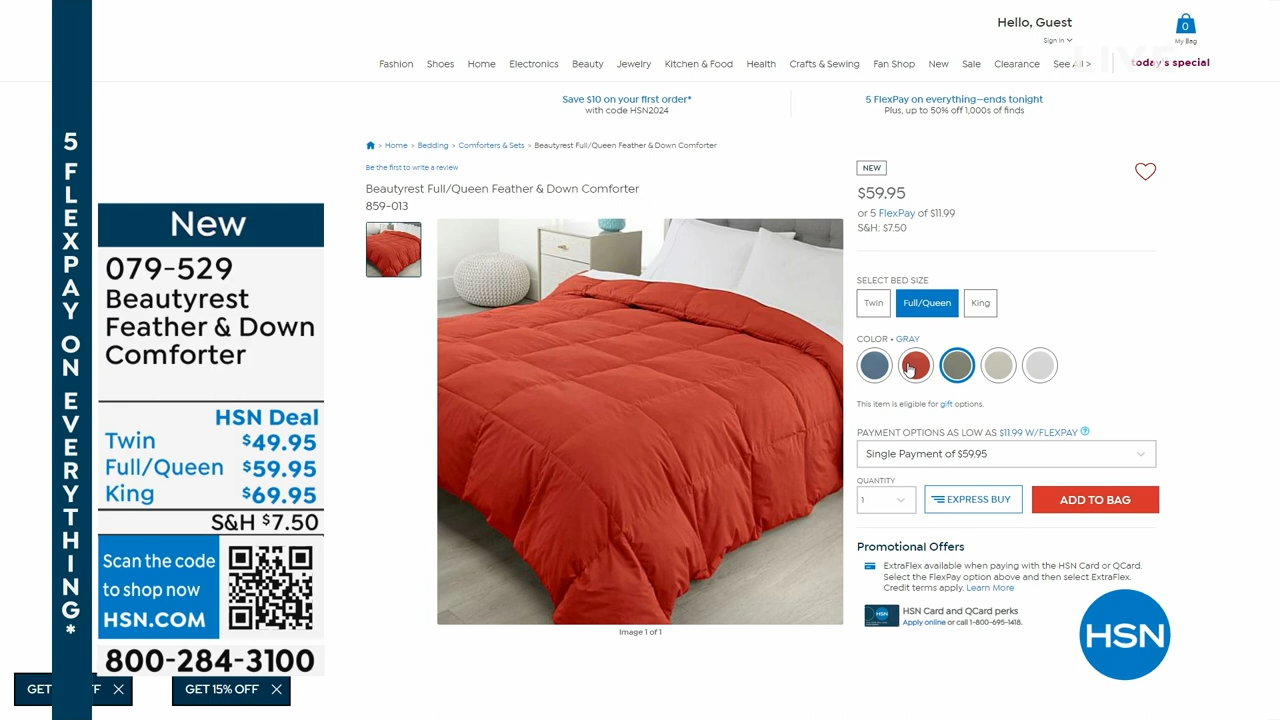 5 FLEXPAY ON EVERYTHING*
New
079-529
Beautyrest
Feather & Down
Comforter
HSN Deal
Twin $49.95
Full/Queen $59.95
King $69.95
S&H $7.50
Scan the code
to shop now
HSN.COM
800-284-3100
GET FF ×
GET 15% OFF ×
Hello, Guest
Sign In
0
My Bag
Fashion Shoes Home Electronics Beauty Jewelry Kitchen & Food Health Crafts & Sewing Fan Shop New Sale Clearance See All > today's special
LIVE
Save $10 on your first order*
with code HSN2024
5 FlexPay on everything—ends tonight
Plus, up to 50% off 1,000s of finds
> Home > Bedding > Comforters & Sets > Beautyrest Full/Queen Feather & Down Comforter
Be the first to write a review
Beautyrest Full/Queen Feather & Down Comforter
859-013
Image 1 of 1
NEW
$59.95
or 5 FlexPay of $11.99
S&H: $7.50
SELECT BED SIZE
Twin Full/Queen King
COLOR • GRAY
This item is eligible for gift options.
PAYMENT OPTIONS AS LOW AS $11.99 W/FLEXPAY ?
Single Payment of $59.95
QUANTITY
1 EXPRESS BUY ADD TO BAG
Promotional Offers
ExtraFlex available when paying with the HSN Card or QCard.
Select the FlexPay option above and then select ExtraFlex.
Credit terms apply. Learn More
HSN
HSN Card and QCard perks
Apply online or call 1-800-695-1418.
HSN